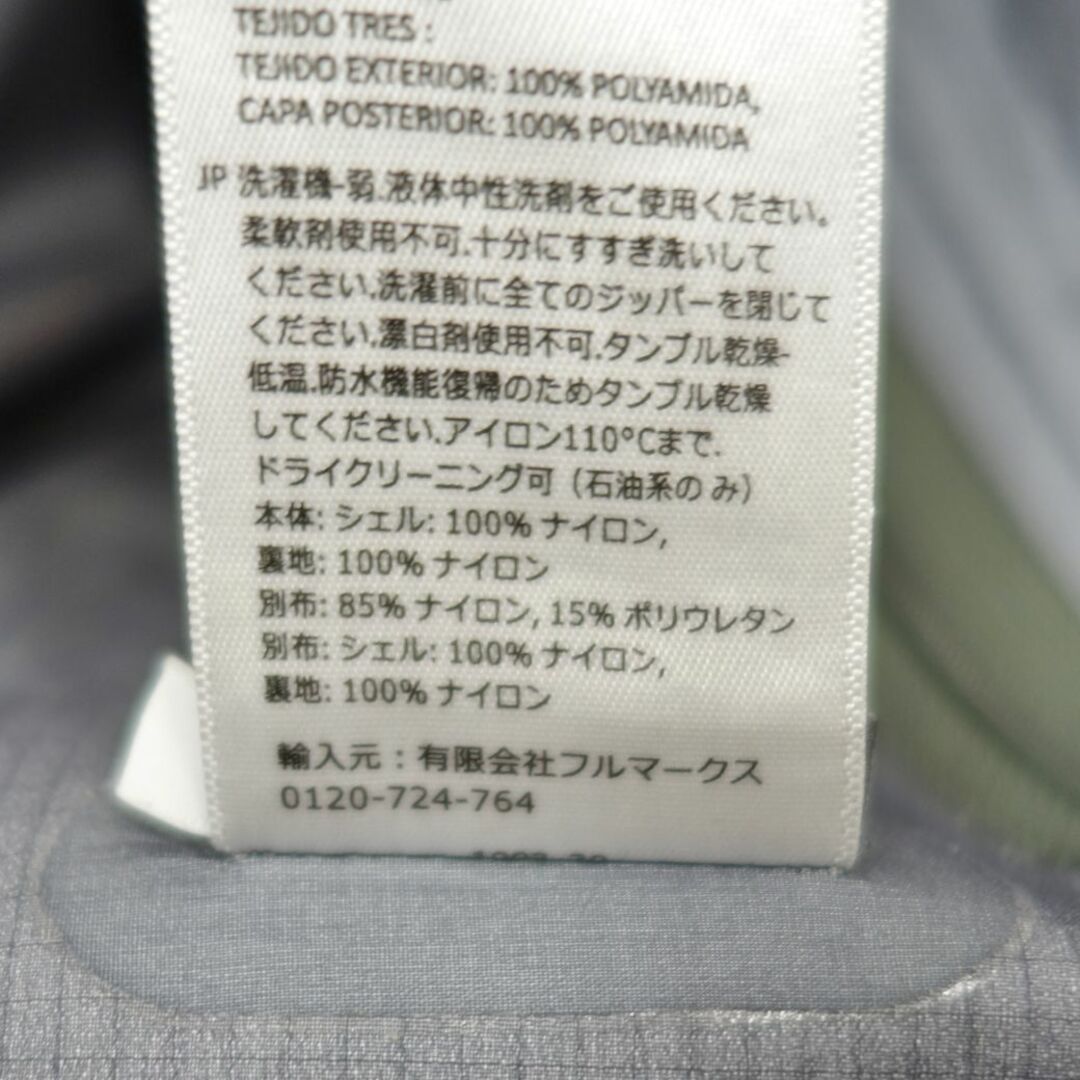 TEJIDO TRES :
TEJIDO EXTERIOR: 100% POLYAMIDA,
CAPA POSTERIOR: 100% POLYAMIDA
JP 洗濯機-弱.液体中性洗剤をご使用ください。
柔軟剤使用不可.十分にすすぎ洗いして
ください.洗濯前に全てのジッパーを閉じて
ください.漂白剤使用不可.タンブル乾燥-
低温.防水機能復帰のためタンブル乾燥
してください.アイロン110°Cまで.
ドライクリーニング可（石油系のみ）
本体: シェル: 100% ナイロン,
裏地: 100% ナイロン
別布: 85% ナイロン, 15% ポリウレタン
別布: シェル: 100% ナイロン,
裏地: 100% ナイロン
輸入元：有限会社フルマークス
0120-724-764